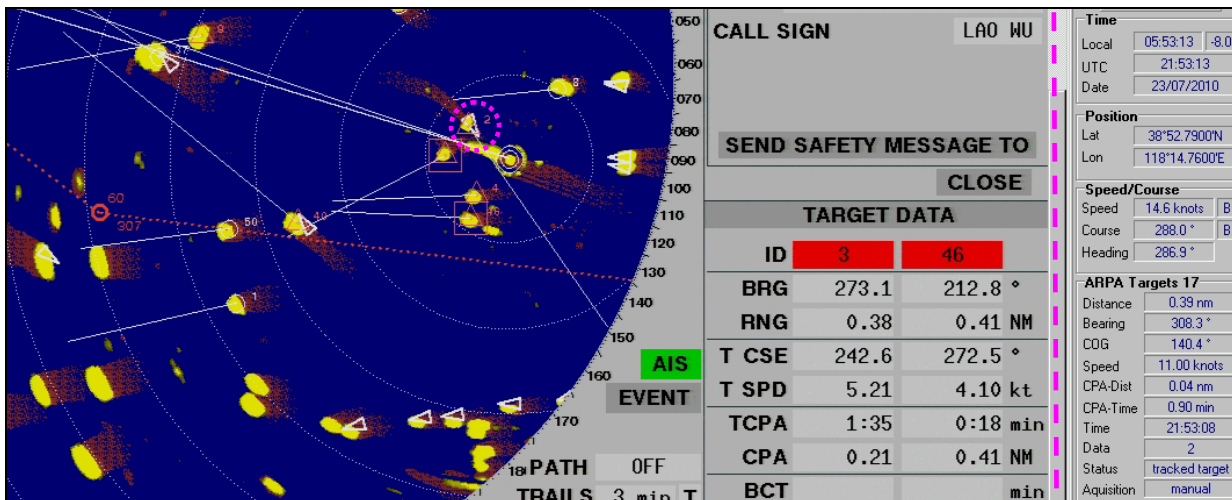 050
060
070
080
090
100
110
120
130
140
150
160
170
37
9
8
2
4
60
307
50
40
1
CALL SIGN LAO WU
SEND SAFETY MESSAGE TO
CLOSE
TARGET DATA
ID 3 46
BRG 273.1 212.8 °
RNG 0.38 0.41 NM
T CSE 242.6 272.5 °
T SPD 5.21 4.10 kt
TCPA 1:35 0:18 min
CPA 0.21 0.41 NM
BCT min
AIS
EVENT
PATH OFF
TRAILS 3 min T
Time
Local 05:53:13 -8.0
UTC 21:53:13
Date 23/07/2010
Position
Lat 38°52.7900'N
Lon 118°14.7600'E
Speed/Course
Speed 14.6 knots B
Course 288.0 ° B
Heading 286.9 °
ARPA Targets 17
Distance 0.39 nm
Bearing 308.3 °
COG 140.4 °
Speed 11.00 knots
CPA-Dist 0.04 nm
CPA-Time 0.90 min
Time 21:53:08
Data 2
Status tracked target
Aquisition manual